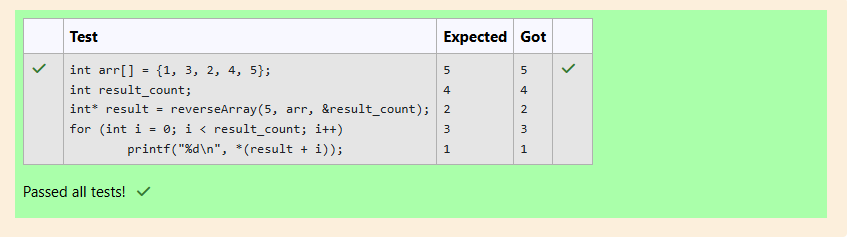 Test Expected Got
int arr[] = {1, 3, 2, 4, 5}; 5 5
int result_count; 4 4
int* result = reverseArray(5, arr, &result_count); 2 2
for (int i = 0; i < result_count; i++) 3 3
printf("%d\n", *(result + i)); 1 1
Passed all tests!